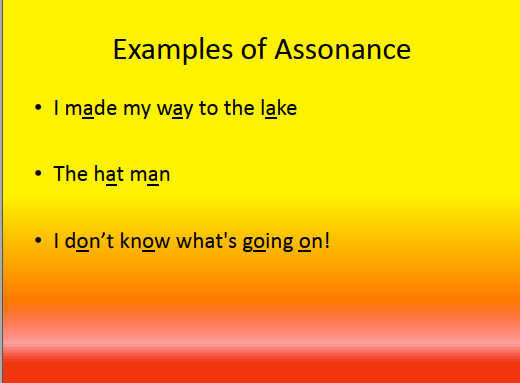 Examples of Assonance
• I made my way to the lake
• The hat man
• I don’t know what's going on!